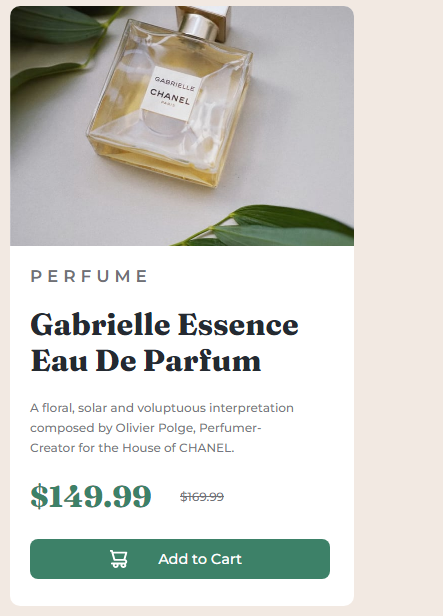 GABRIELLE
CHANEL
PARIS
PERFUME
Gabrielle Essence
Eau De Parfum
A floral, solar and voluptuous interpretation
composed by Olivier Polge, Perfumer-
Creator for the House of CHANEL.
$149.99 $169.99
Add to Cart